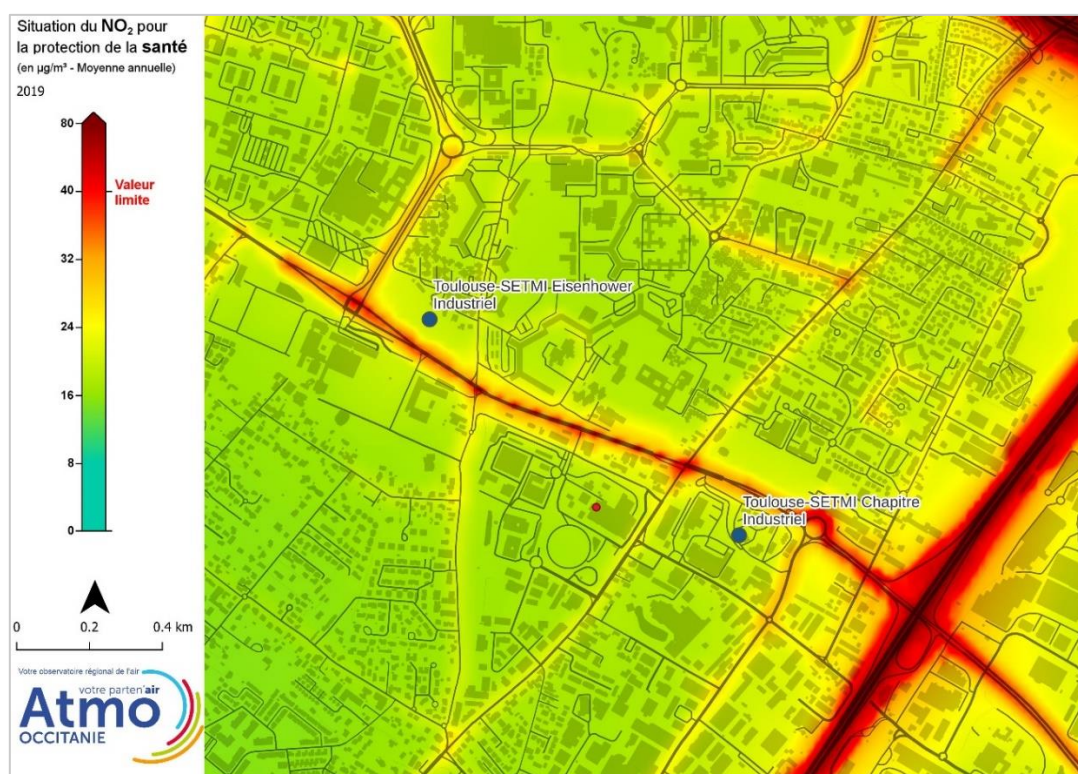 Situation du NO₂ pour
la protection de la santé
(en µg/m³ - Moyenne annuelle)
2019
80
40
Valeur
limite
32
24
16
8
0
0
0.2
0.4 km
Votre observatoire régional de l'air
votre parten'air
Atmo
OCCITANIE
Toulouse-SETMI Eisenhower
Industriel
Toulouse-SETMI Chapitre
Industriel